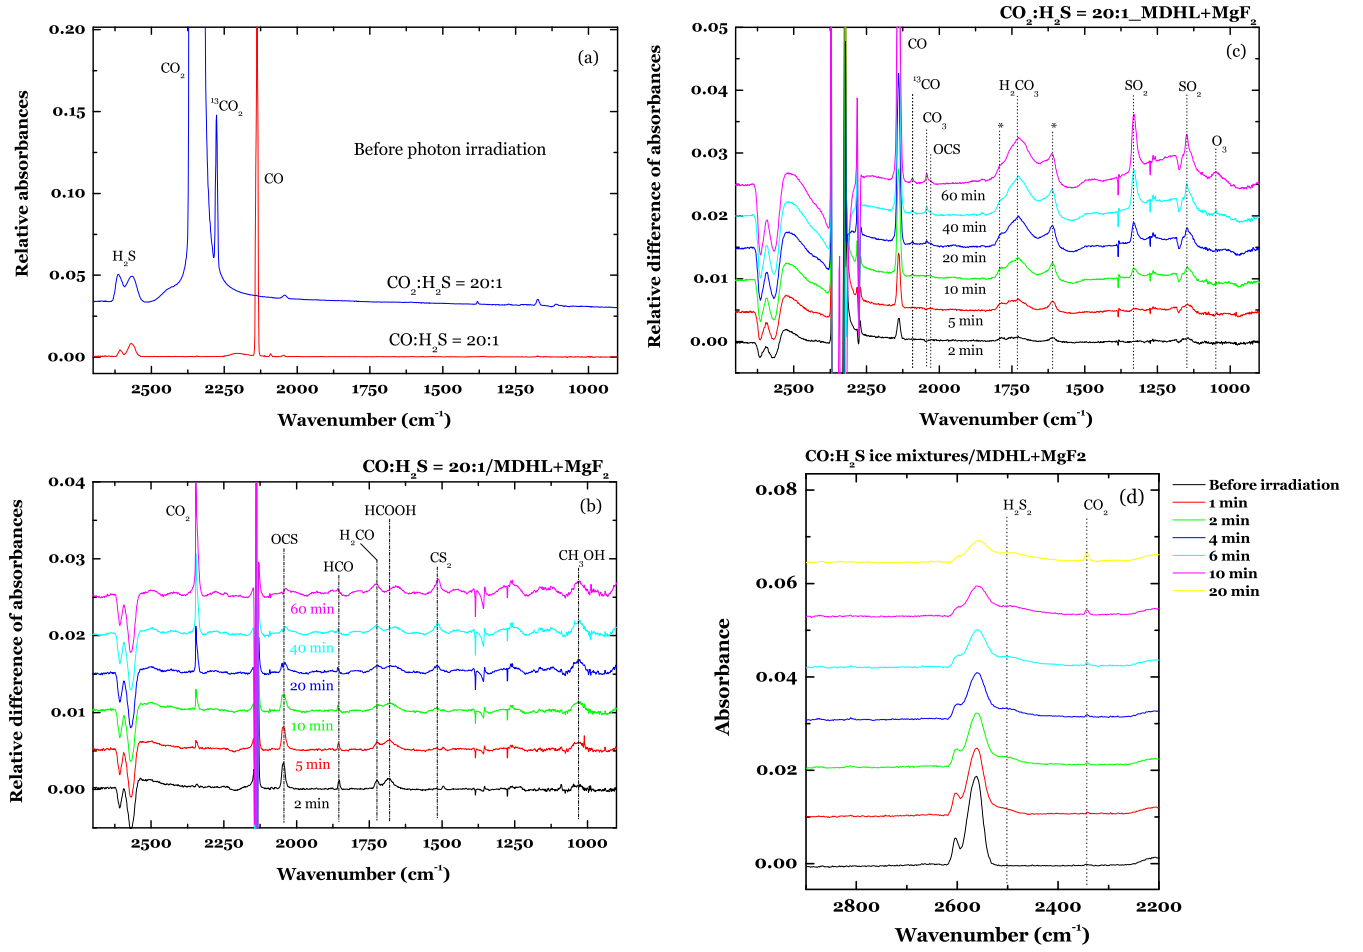 0.20
0.15
0.10
0.05
0.00
Relative absorbances
(a)
CO2
13CO2
Before photon irradiation
CO
H2S
CO2:H2S = 20:1
CO:H2S = 20:1
2500 2250 2000 1750 1500 1250 1000
Wavenumber (cm-1)
CO2:H2S = 20:1_MDHL+MgF2
0.05
0.04
0.03
0.02
0.01
0.00
Relative difference of absorbances
(c)
CO
13CO
H2CO3
SO2
SO2
CO3
OCS
*
*
O3
60 min
40 min
20 min
10 min
5 min
2 min
2500 2250 2000 1750 1500 1250 1000
Wavenumber (cm-1)
CO:H2S = 20:1/MDHL+MgF2
0.04
0.03
0.02
0.01
0.00
Relative difference of absorbances
(b)
CO2
HCOOH
OCS
H2CO
HCO
CS2
CH3OH
60 min
40 min
20 min
10 min
5 min
2 min
2500 2250 2000 1750 1500 1250 1000
Wavenumber (cm-1)
CO:H2S ice mixtures/MDHL+MgF2
0.08
0.06
0.04
0.02
0.00
Absorbance
(d)
H2S2
CO2
2800 2600 2400 2200
Wavenumber (cm-1)
Before irradiation
1 min
2 min
4 min
6 min
10 min
20 min